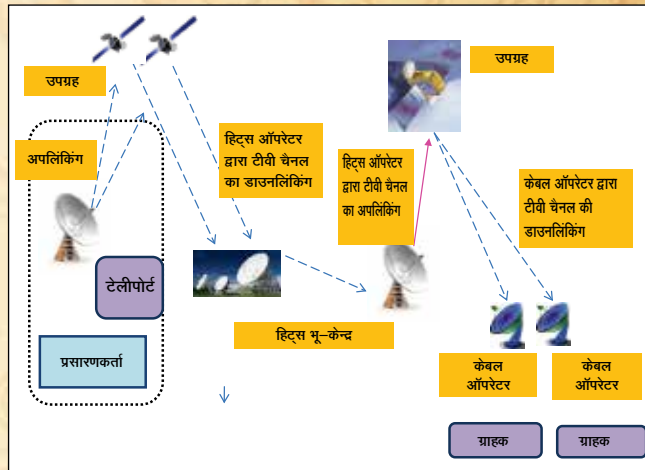 उपग्रह
उपग्रह
अपलिंकिंग
हिट्स ऑपरेटर
द्वारा टीवी चैनल
का डाउनलिंकिंग
हिट्स ऑपरेटर
द्वारा टीवी चैनल
का अपलिंकिंग
केबल ऑपरेटर द्वारा
टीवी चैनल की
डाउनलिंकिंग
टेलीपोर्ट
हिट्स भू–केन्द्र
प्रसारणकर्ता
केबल
ऑपरेटर
केबल
ऑपरेटर
ग्राहक
ग्राहक